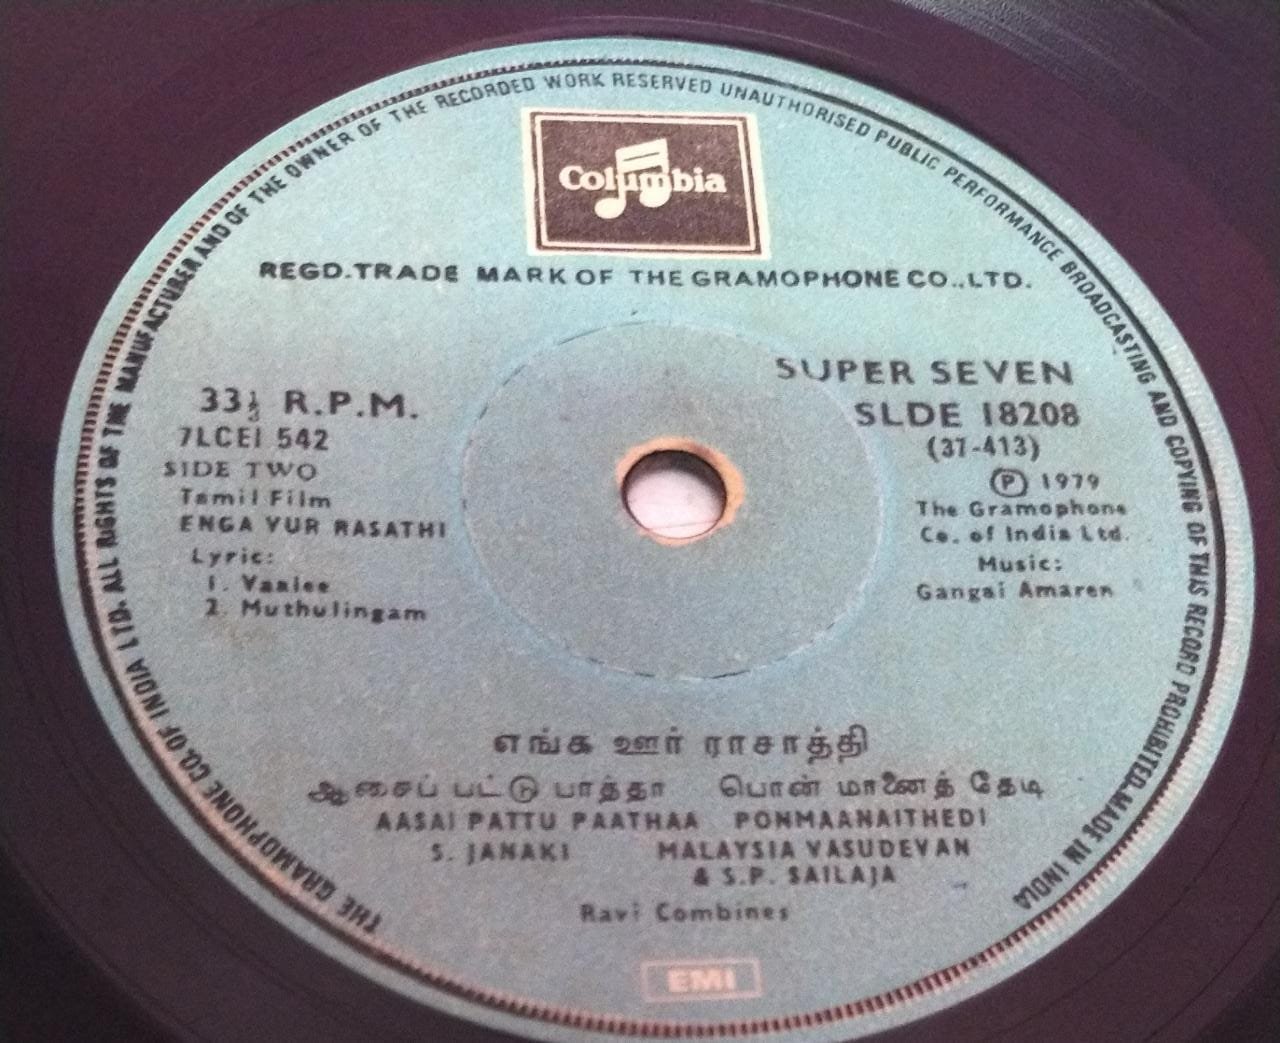 THE GRAMOPHONE CO. OF INDIA LTD. ALL RIGHTS OF THE MANUFACTURER AND OF THE OWNER OF THE RECORDED WORK RESERVED UNAUTHORISED PUBLIC PERFORMANCE BROADCASTING AND COPYING OF THIS RECORD PROHIBITED. MADE IN INDIA
Columbia
REGD.TRADE MARK OF THE GRAMOPHONE CO..LTD.
33⅓ R.P.M.
7LCEI 542
SIDE TWO
Tamil Film
ENGA VUR RASATHI
Lyric:
1. Vaalee
2. Muthulingam
SUPER SEVEN
SLDE 18208
(37-413)
Ⓟ 1979
The Gramophone
Co. of India Ltd.
Music:
Gangai Amaren
எங்க ஊர் ராசாத்தி
ஆசைப் பட்டு பாத்தா பொன் மானைத் தேடி
AASAI PATTU PAATHAA PONMAANAITHEDI
S. JANAKI MALAYSIA VASUDEVAN
& S.P. SAILAJA
Ravi Combines
EMI